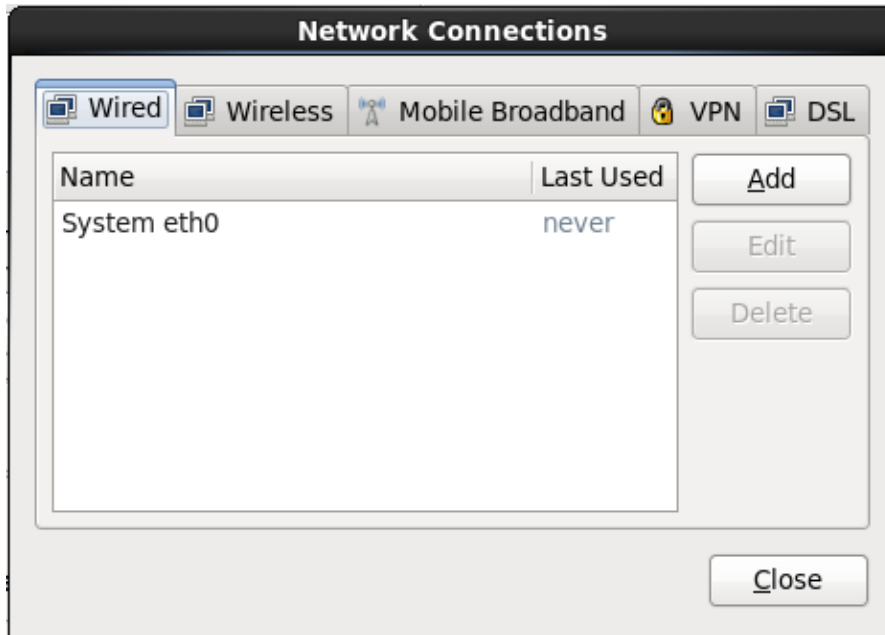 Network Connections
Wired Wireless Mobile Broadband VPN DSL
Name Last Used Add
System eth0 never Edit
Delete
Close